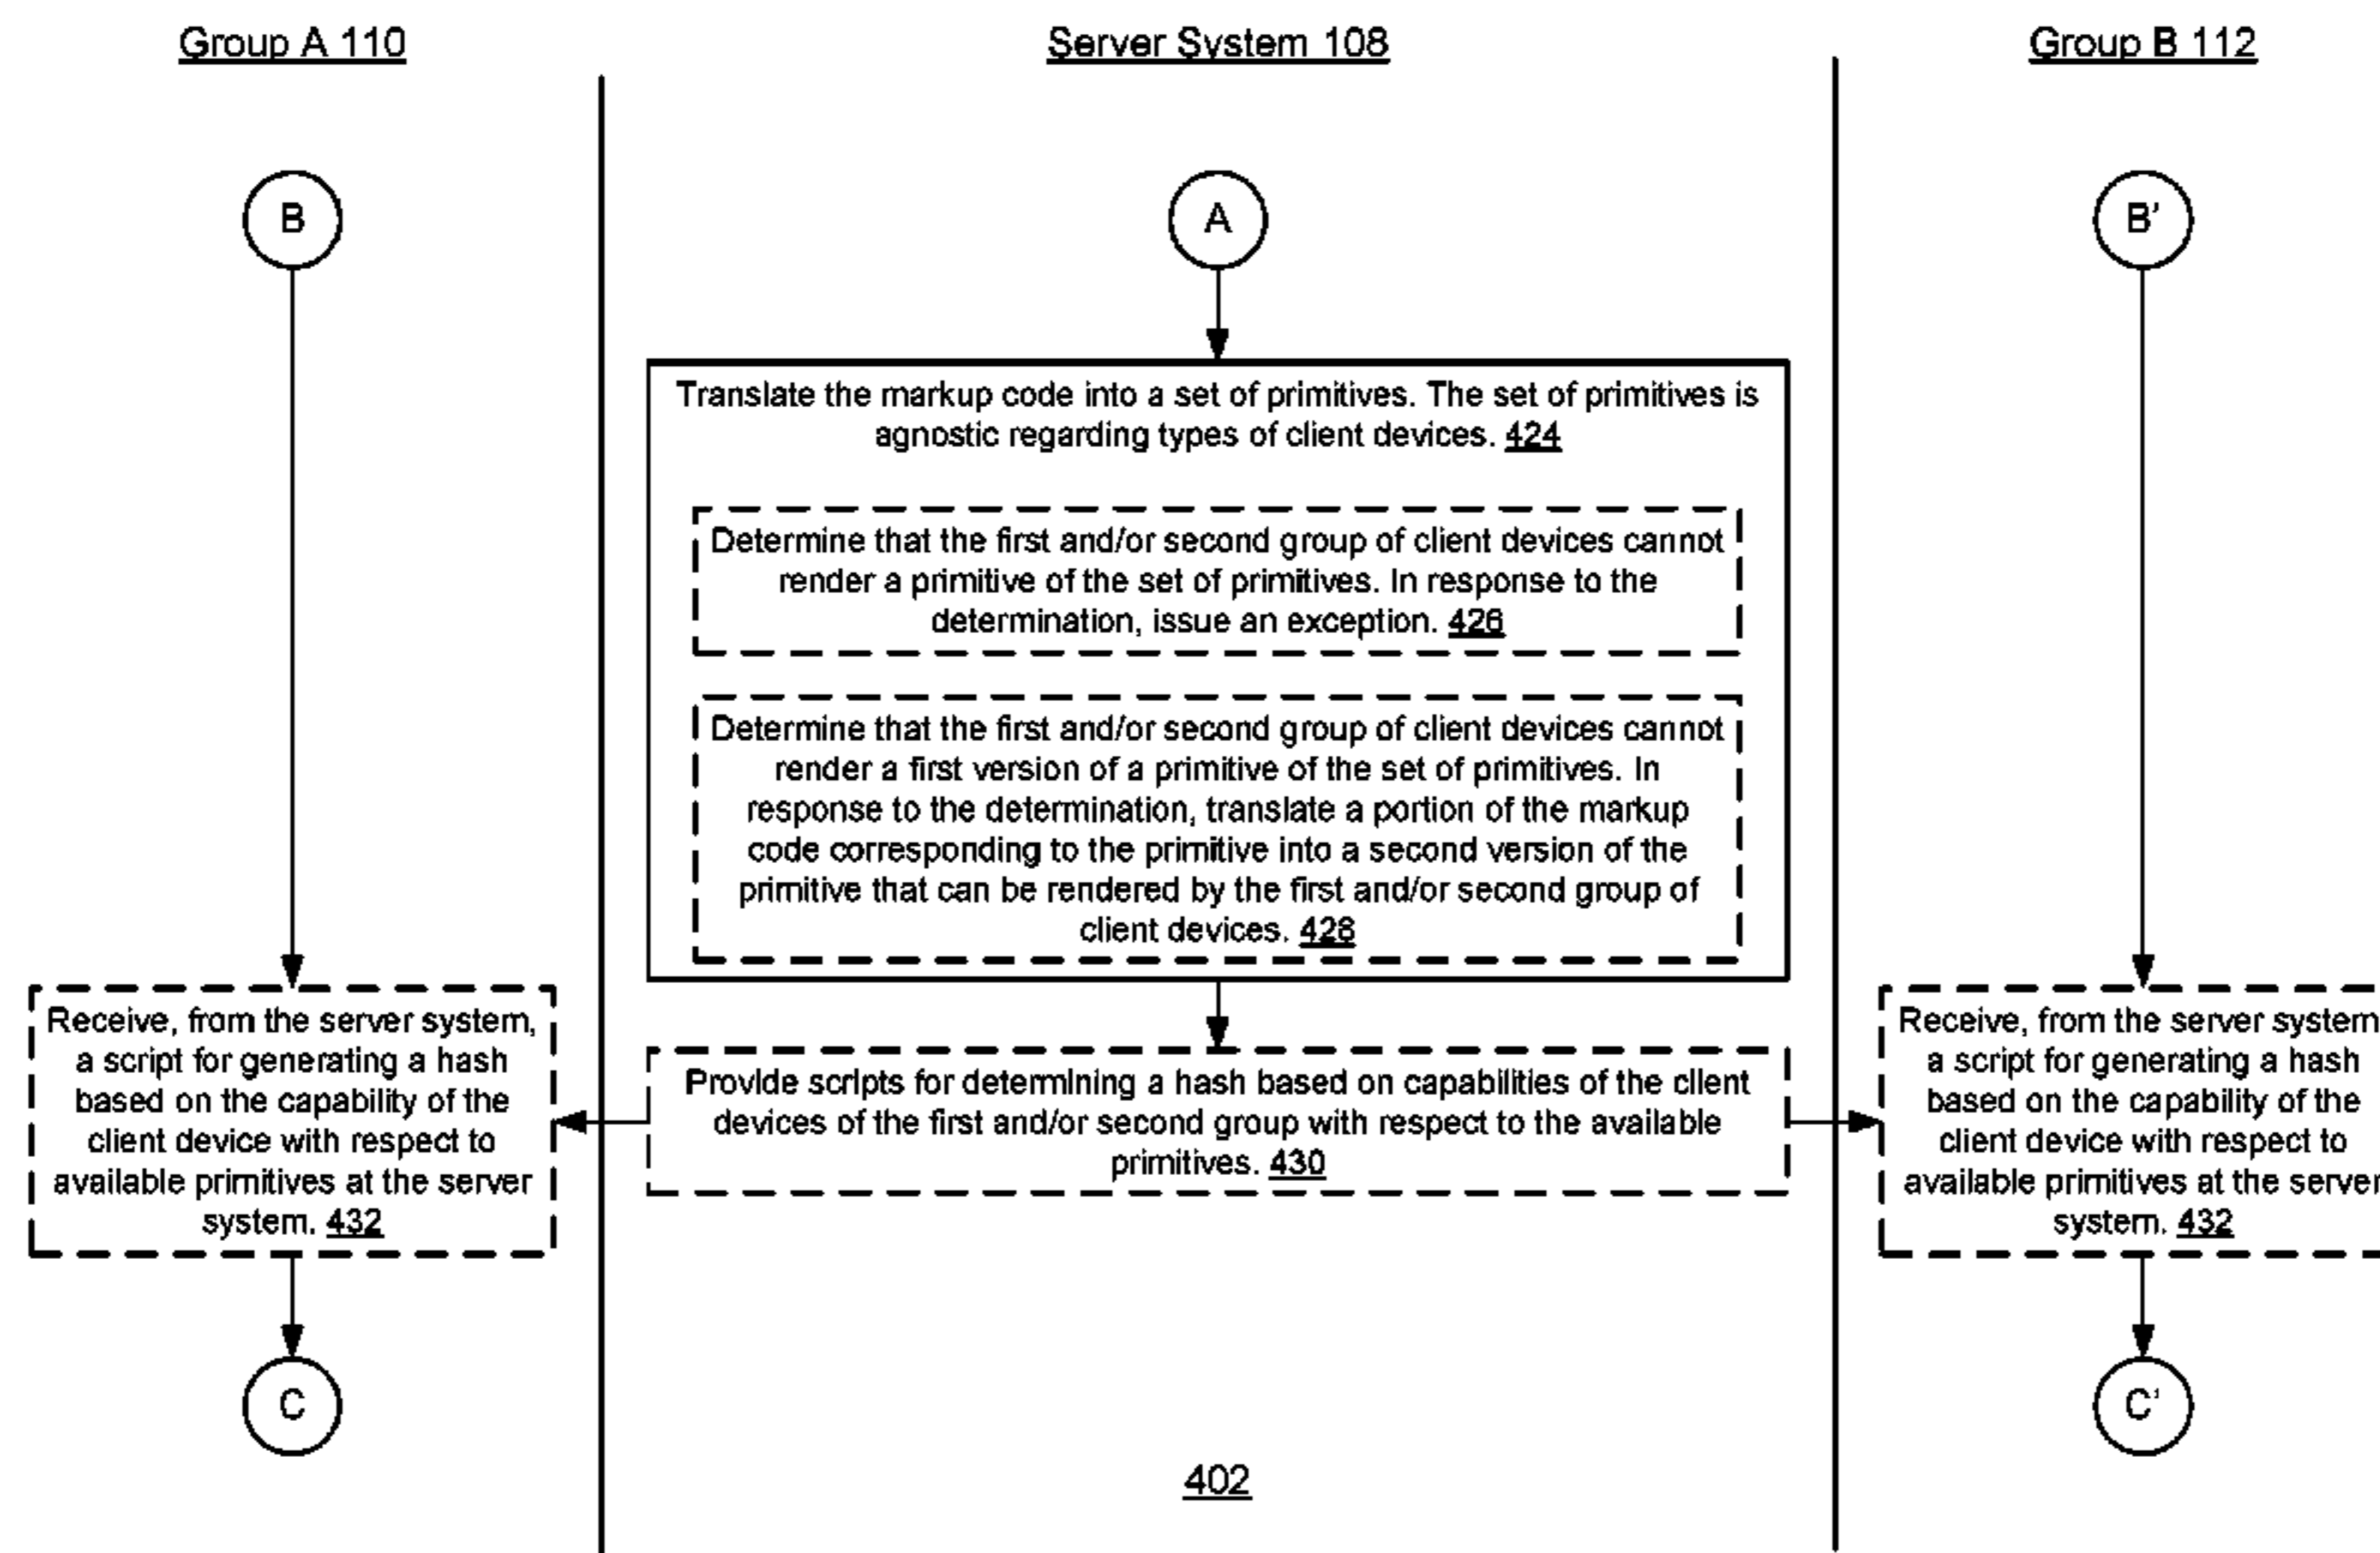 Group A 110
Server System 108
Group B 112
B
A
B'
Translate the markup code into a set of primitives. The set of primitives is
agnostic regarding types of client devices. 424
Determine that the first and/or second group of client devices cannot
render a primitive of the set of primitives. In response to the
determination, issue an exception. 426
Determine that the first and/or second group of client devices cannot
render a first version of a primitive of the set of primitives. In
response to the determination, translate a portion of the markup
code corresponding to the primitive into a second version of the
primitive that can be rendered by the first and/or second group of
client devices. 428
Receive, from the server system,
a script for generating a hash
based on the capability of the
client device with respect to
available primitives at the server
system. 432
Provide scripts for determining a hash based on capabilities of the client
devices of the first and/or second group with respect to the available
primitives. 430
Receive, from the server system
a script for generating a hash
based on the capability of the
client device with respect to
available primitives at the server
system. 432
C
C'
402